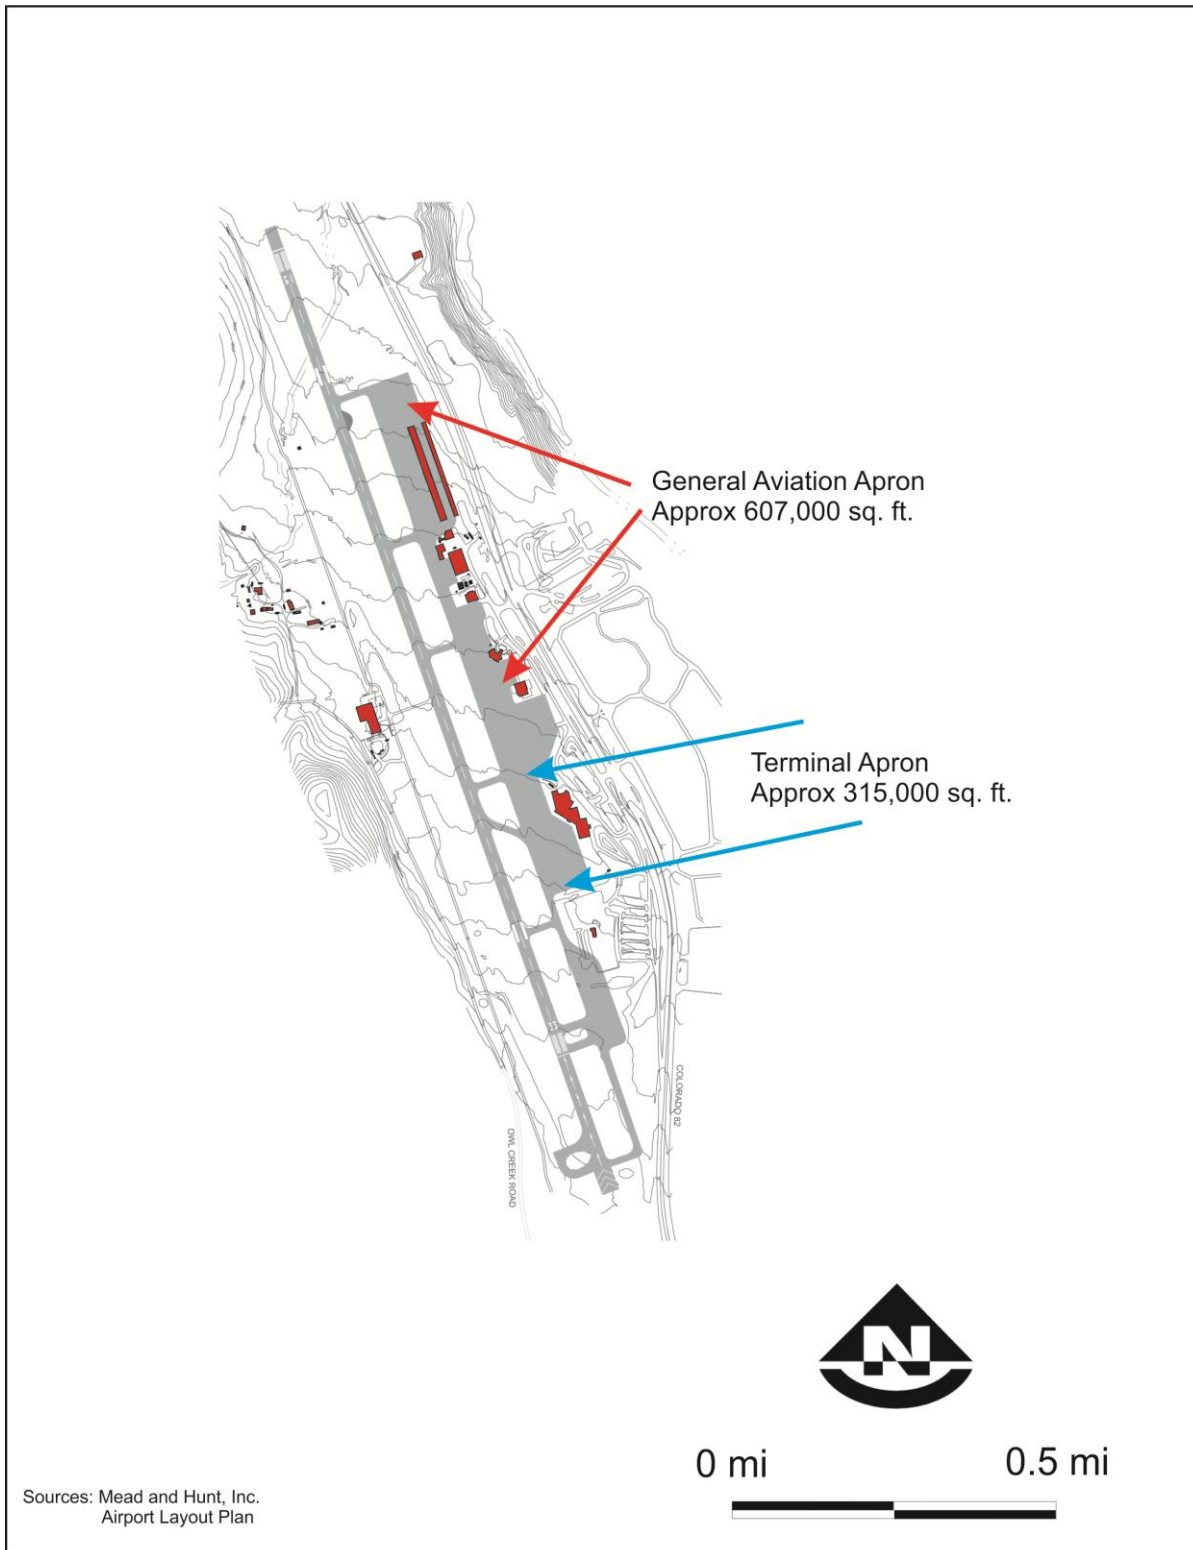 General Aviation Apron
Approx 607,000 sq. ft.
Terminal Apron
Approx 315,000 sq. ft.
COLORADO 82
OWL CREEK ROAD
N
0 mi 0.5 mi
Sources: Mead and Hunt, Inc.
Airport Layout Plan